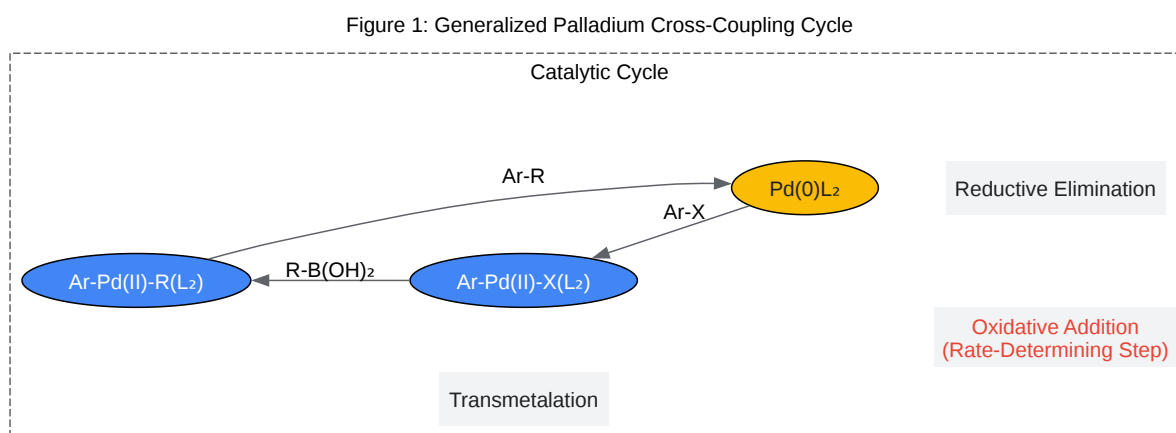 Figure 1: Generalized Palladium Cross-Coupling Cycle
Catalytic Cycle
Ar-R
Pd(0)L₂
Reductive Elimination
Ar-X
Ar-Pd(II)-R(L₂)
R-B(OH)₂
Ar-Pd(II)-X(L₂)
Oxidative Addition
(Rate-Determining Step)
Transmetalation